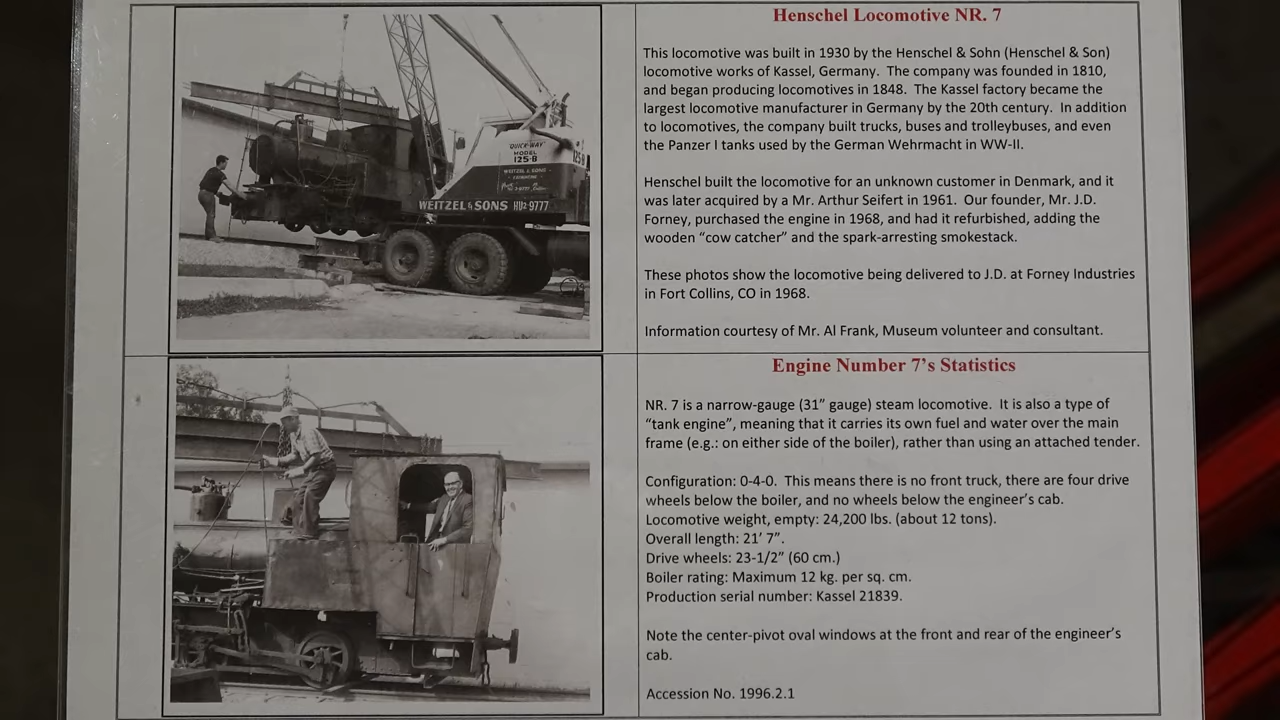 Henschel Locomotive NR. 7
This locomotive was built in 1930 by the Henschel & Sohn (Henschel & Son)
locomotive works of Kassel, Germany. The company was founded in 1810,
and began producing locomotives in 1848. The Kassel factory became the
largest locomotive manufacturer in Germany by the 20th century. In addition
to locomotives, the company built trucks, buses and trolleybuses, and even
the Panzer I tanks used by the German Wehrmacht in WW-II.
Henschel built the locomotive for an unknown customer in Denmark, and it
was later acquired by a Mr. Arthur Seifert in 1961. Our founder, Mr. J.D.
Forney, purchased the engine in 1968, and had it refurbished, adding the
wooden “cow catcher” and the spark-arresting smokestack.
These photos show the locomotive being delivered to J.D. at Forney Industries
in Fort Collins, CO in 1968.
Information courtesy of Mr. Al Frank, Museum volunteer and consultant.
"QUICK-WAY"
MODEL
125-B
WEITZEL & SONS
WEITZEL & SONS HU2-9777
Engine Number 7’s Statistics
NR. 7 is a narrow-gauge (31” gauge) steam locomotive. It is also a type of
“tank engine”, meaning that it carries its own fuel and water over the main
frame (e.g.: on either side of the boiler), rather than using an attached tender.
Configuration: 0-4-0. This means there is no front truck, there are four drive
wheels below the boiler, and no wheels below the engineer’s cab.
Locomotive weight, empty: 24,200 lbs. (about 12 tons).
Overall length: 21’ 7”.
Drive wheels: 23-1/2” (60 cm.)
Boiler rating: Maximum 12 kg. per sq. cm.
Production serial number: Kassel 21839.
Note the center-pivot oval windows at the front and rear of the engineer’s
cab.
Accession No. 1996.2.1